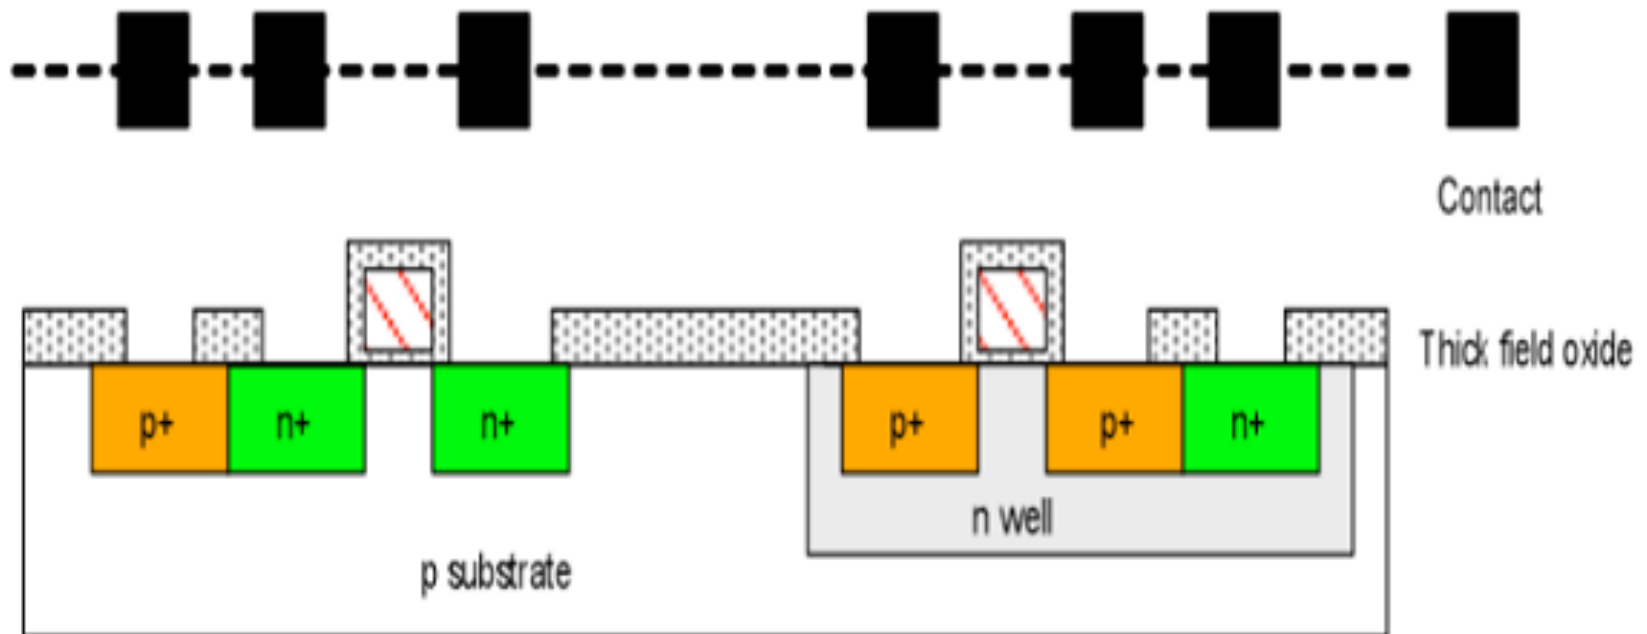 Contact
Thick field oxide
p+
n+
n+
p+
p+
n+
n well
p substrate